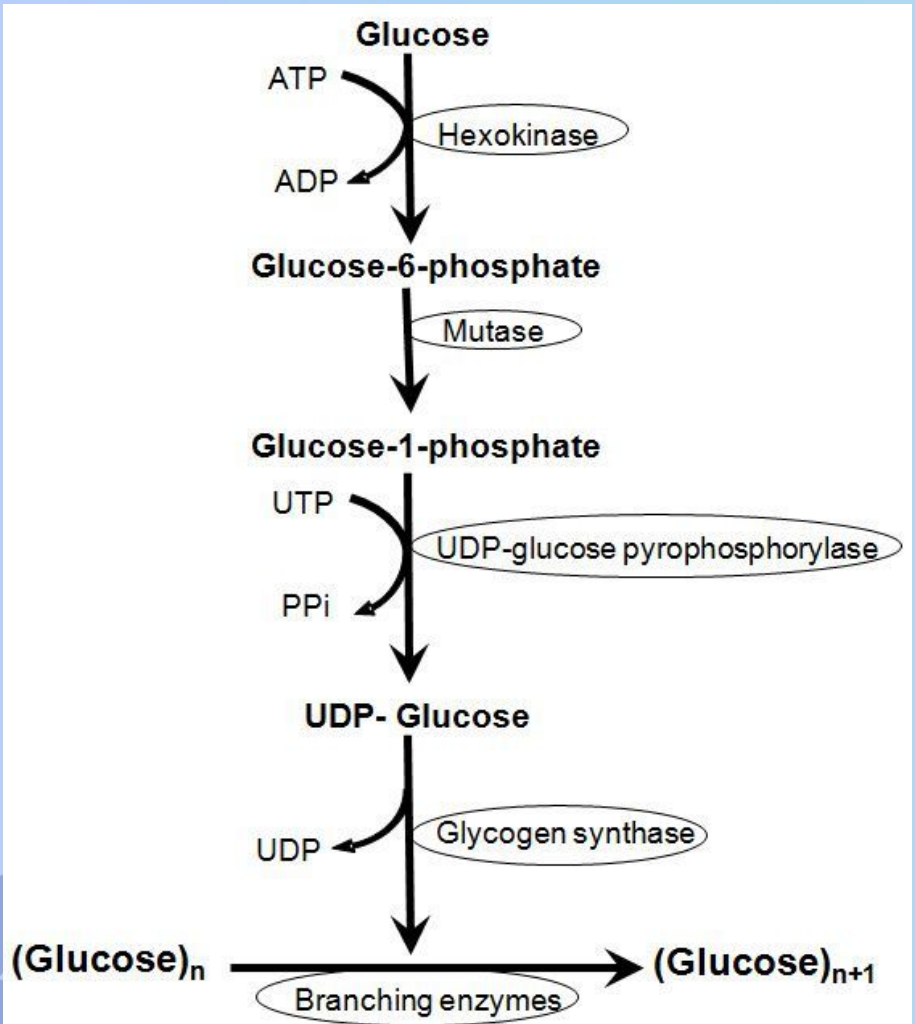 Glucose
ATP
Hexokinase
ADP
Glucose-6-phosphate
Mutase
Glucose-1-phosphate
UTP
UDP-glucose pyrophosphorylase
PPi
UDP- Glucose
Glycogen synthase
UDP
(Glucose)n (Glucose)n+1
Branching enzymes